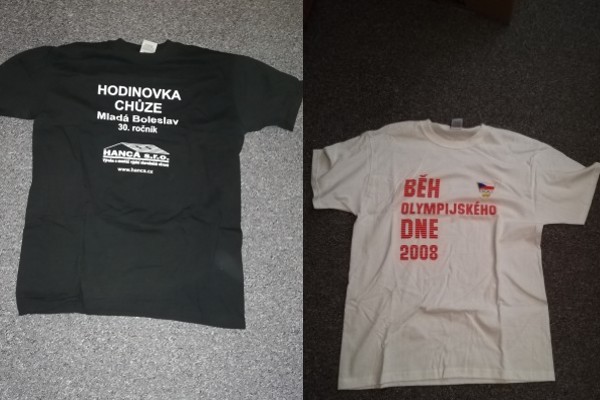 HODINOVKA
CHŮZE
Mladá Boleslav
30. ročník
HANCA s.r.o.
www.hanca.cz
BĚH
OLYMPIJSKÉHO
DNE
2008